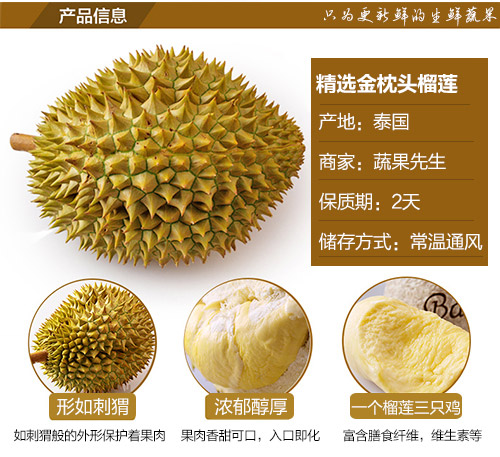 产品信息
只为更新鲜的生鲜蔬果
精选金枕头榴莲
产地：泰国
商家：蔬果先生
保质期：2天
储存方式：常温通风
Ba
形如刺猬
浓郁醇厚
一个榴莲三只鸡
如刺猬般的外形保护着果肉
果肉香甜可口，入口即化
富含膳食纤维，维生素等